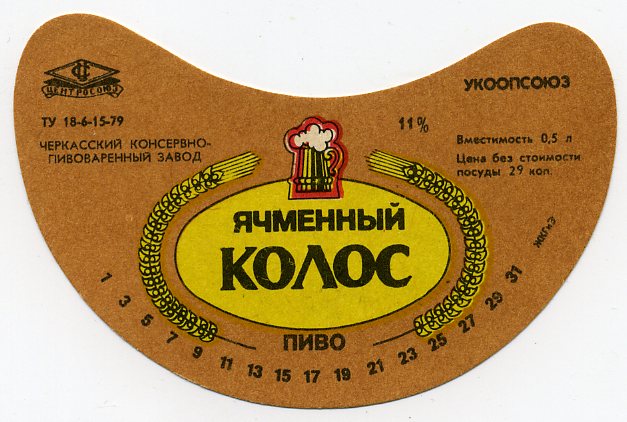 ЦЕНТРОСОЮЗ
УКООПСОЮЗ
ТУ 18-6-15-79
11%
ЧЕРКАССКИЙ КОНСЕРВНО-
ПИВОВАРЕННЫЙ ЗАВОД
Вместимость 0,5 л
Цена без стоимости
посуды 29 коп.
ЯЧМЕННЫЙ
КОЛОС
ПИВО
1 3 5 7 9 11 13 15 17 19 21 23 25 27 29 31
ЖКГиЗ